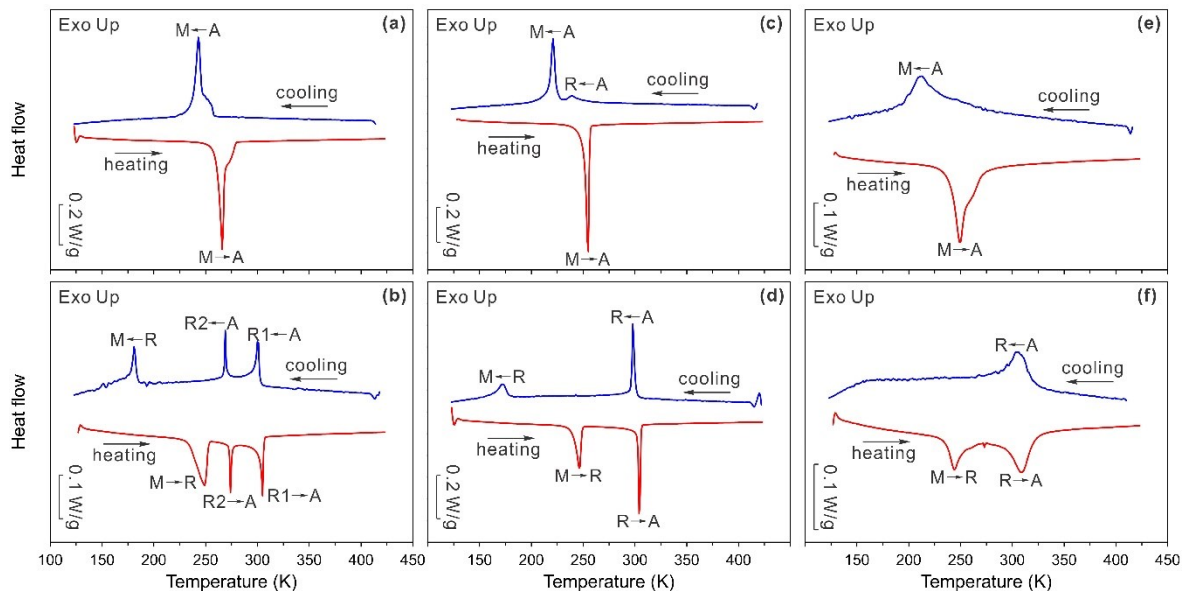 Exo Up
(a)
M←A
cooling
heating
0.2 W/g
M→A
Heat flow
Exo Up
(c)
M←A
R←A
cooling
heating
0.2 W/g
M→A
Exo Up
(e)
M←A
cooling
heating
0.1 W/g
M→A
Exo Up
(b)
R2←A
M←R
R1←A
cooling
heating
M→R
R2→A
R1→A
0.1 W/g
Heat flow
100 150 200 250 300 350 400 450
Temperature (K)
Exo Up
(d)
R←A
M←R
cooling
heating
M→R
0.2 W/g
R→A
150 200 250 300 350 400 450
Temperature (K)
Exo Up
(f)
R←A
cooling
heating
M→R
R→A
0.1 W/g
150 200 250 300 350 400 450
Temperature (K)